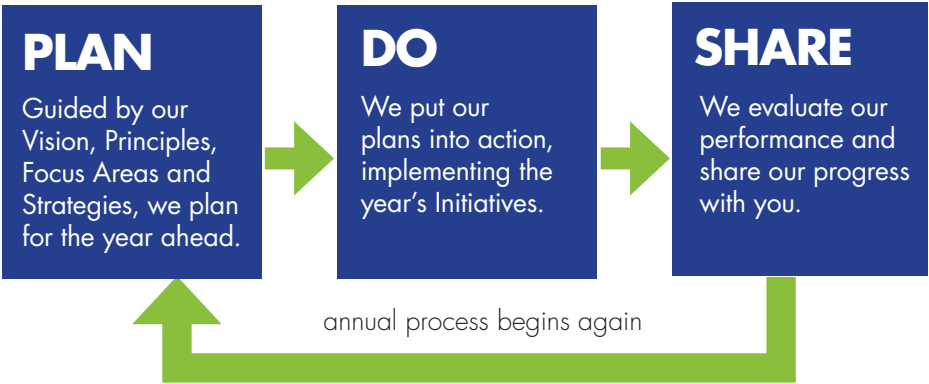 PLAN
Guided by our
Vision, Principles,
Focus Areas and
Strategies, we plan
for the year ahead.
DO
We put our
plans into action,
implementing the
year’s Initiatives.
SHARE
We evaluate our
performance and
share our progress
with you.
annual process begins again